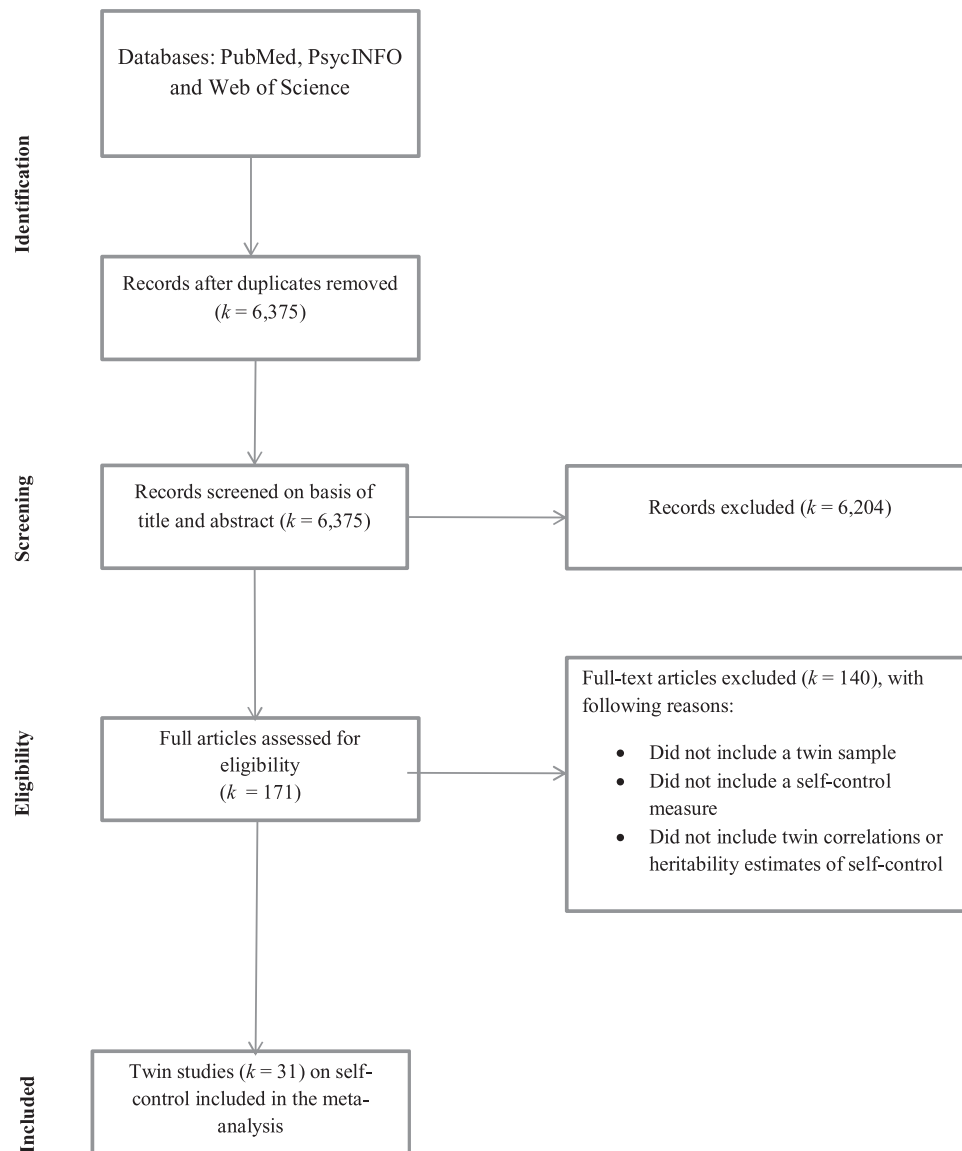 Databases: PubMed, PsycINFO
and Web of Science
Identification
Records after duplicates removed
(k = 6,375)
Screening
Records screened on basis of
title and abstract (k = 6,375)
Records excluded (k = 6,204)
Eligibility
Full articles assessed for
eligibility
(k = 171)
Full-text articles excluded (k = 140), with
following reasons:
• Did not include a twin sample
• Did not include a self-control
measure
• Did not include twin correlations or
heritability estimates of self-control
Included
Twin studies (k = 31) on self-
control included in the meta-
analysis